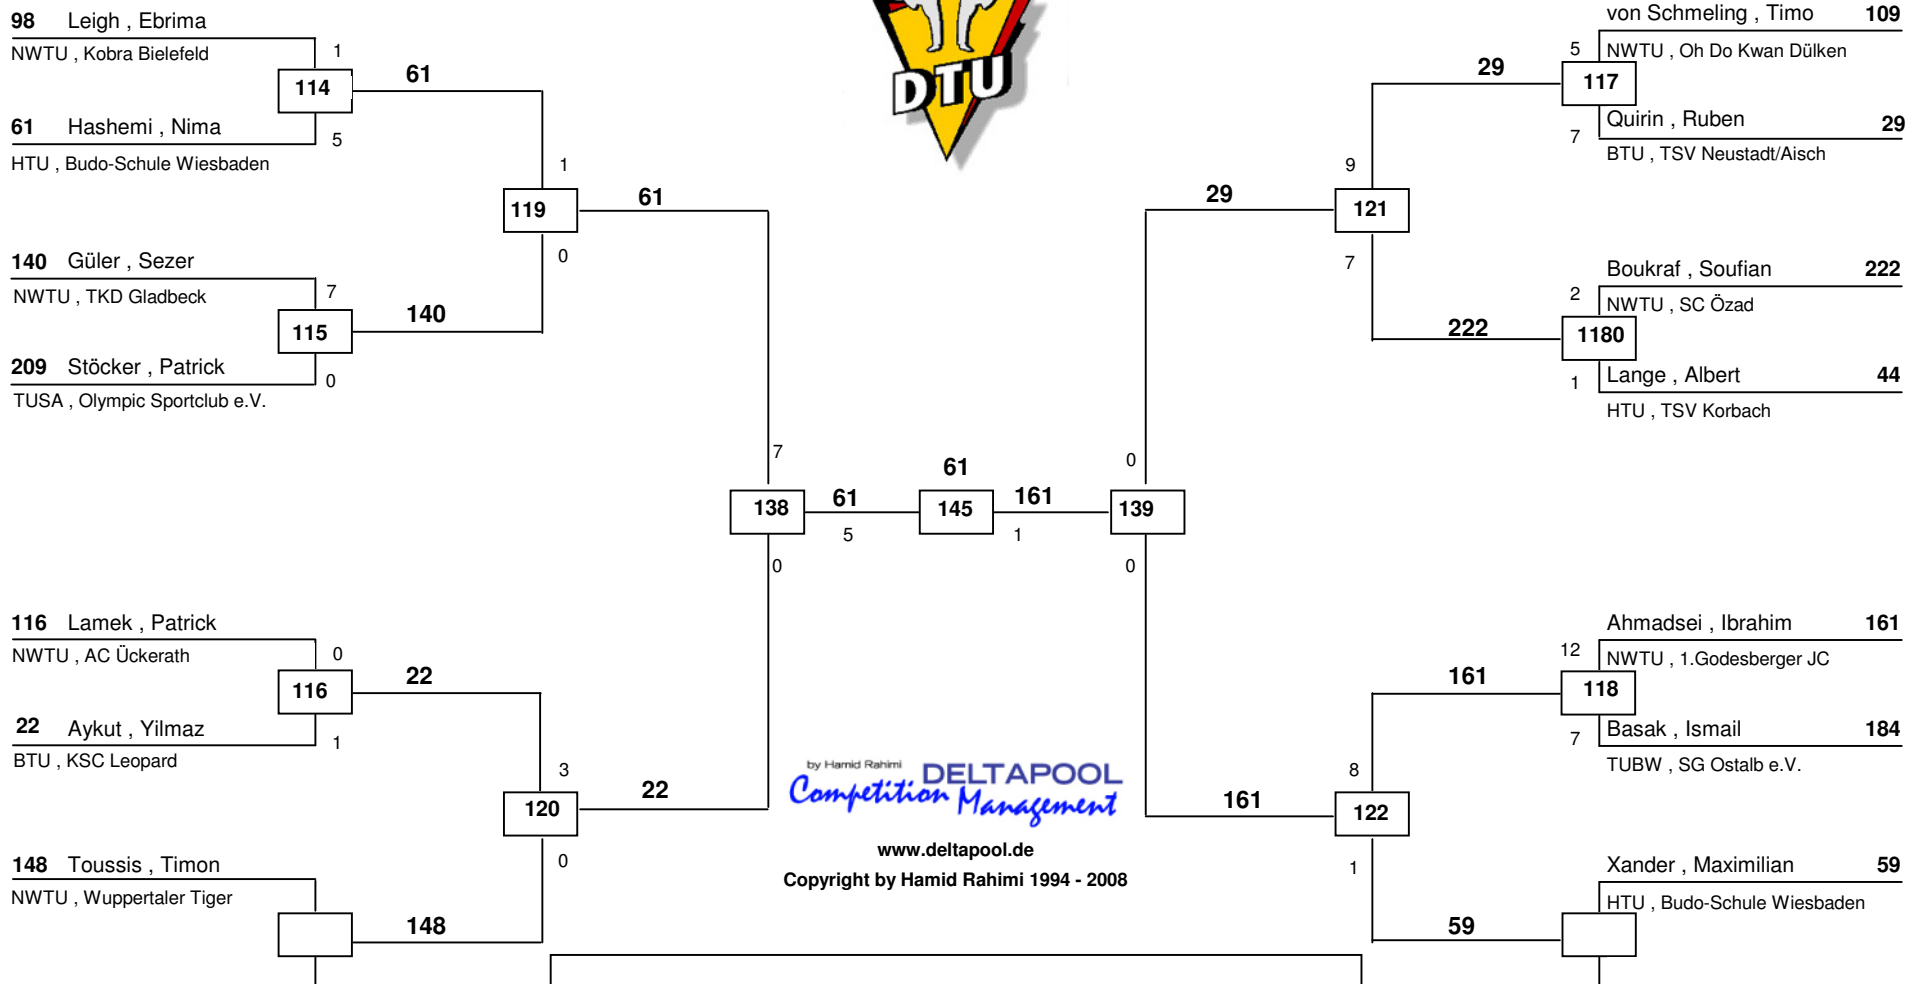 98 Leigh , Ebrima
NWTU , Kobra Bielefeld
1
114
61
61 Hashemi , Nima
5
HTU , Budo-Schule Wiesbaden
1
119
61
0
140 Güler , Sezer
7
NWTU , TKD Gladbeck
115
140
209 Stöcker , Patrick
0
TUSA , Olympic Sportclub e.V.
7
138
61
5
0
61
145
161
1
116 Lamek , Patrick
0
NWTU , AC Ückerath
116
22
22 Aykut , Yilmaz
1
BTU , KSC Leopard
3
120
22
0
148 Toussis , Timon
NWTU , Wuppertaler Tiger
148
DTU
von Schmeling , Timo 109
5
NWTU , Oh Do Kwan Dülken
29
117
Quirin , Ruben 29
7
BTU , TSV Neustadt/Aisch
9
29
121
7
Boukraf , Soufian 222
2
NWTU , SC Özad
222
1180
Lange , Albert 44
1
HTU , TSV Korbach
0
139
0
Ahmadsei , Ibrahim 161
12
NWTU , 1.Godesberger JC
161
118
Basak , Ismail 184
7
TUBW , SG Ostalb e.V.
8
161
122
1
Xander , Maximilian 59
HTU , Budo-Schule Wiesbaden
59
by Hamid Rahimi DELTAPOOL
Competition Management
www.deltapool.de
Copyright by Hamid Rahimi 1994 - 2008